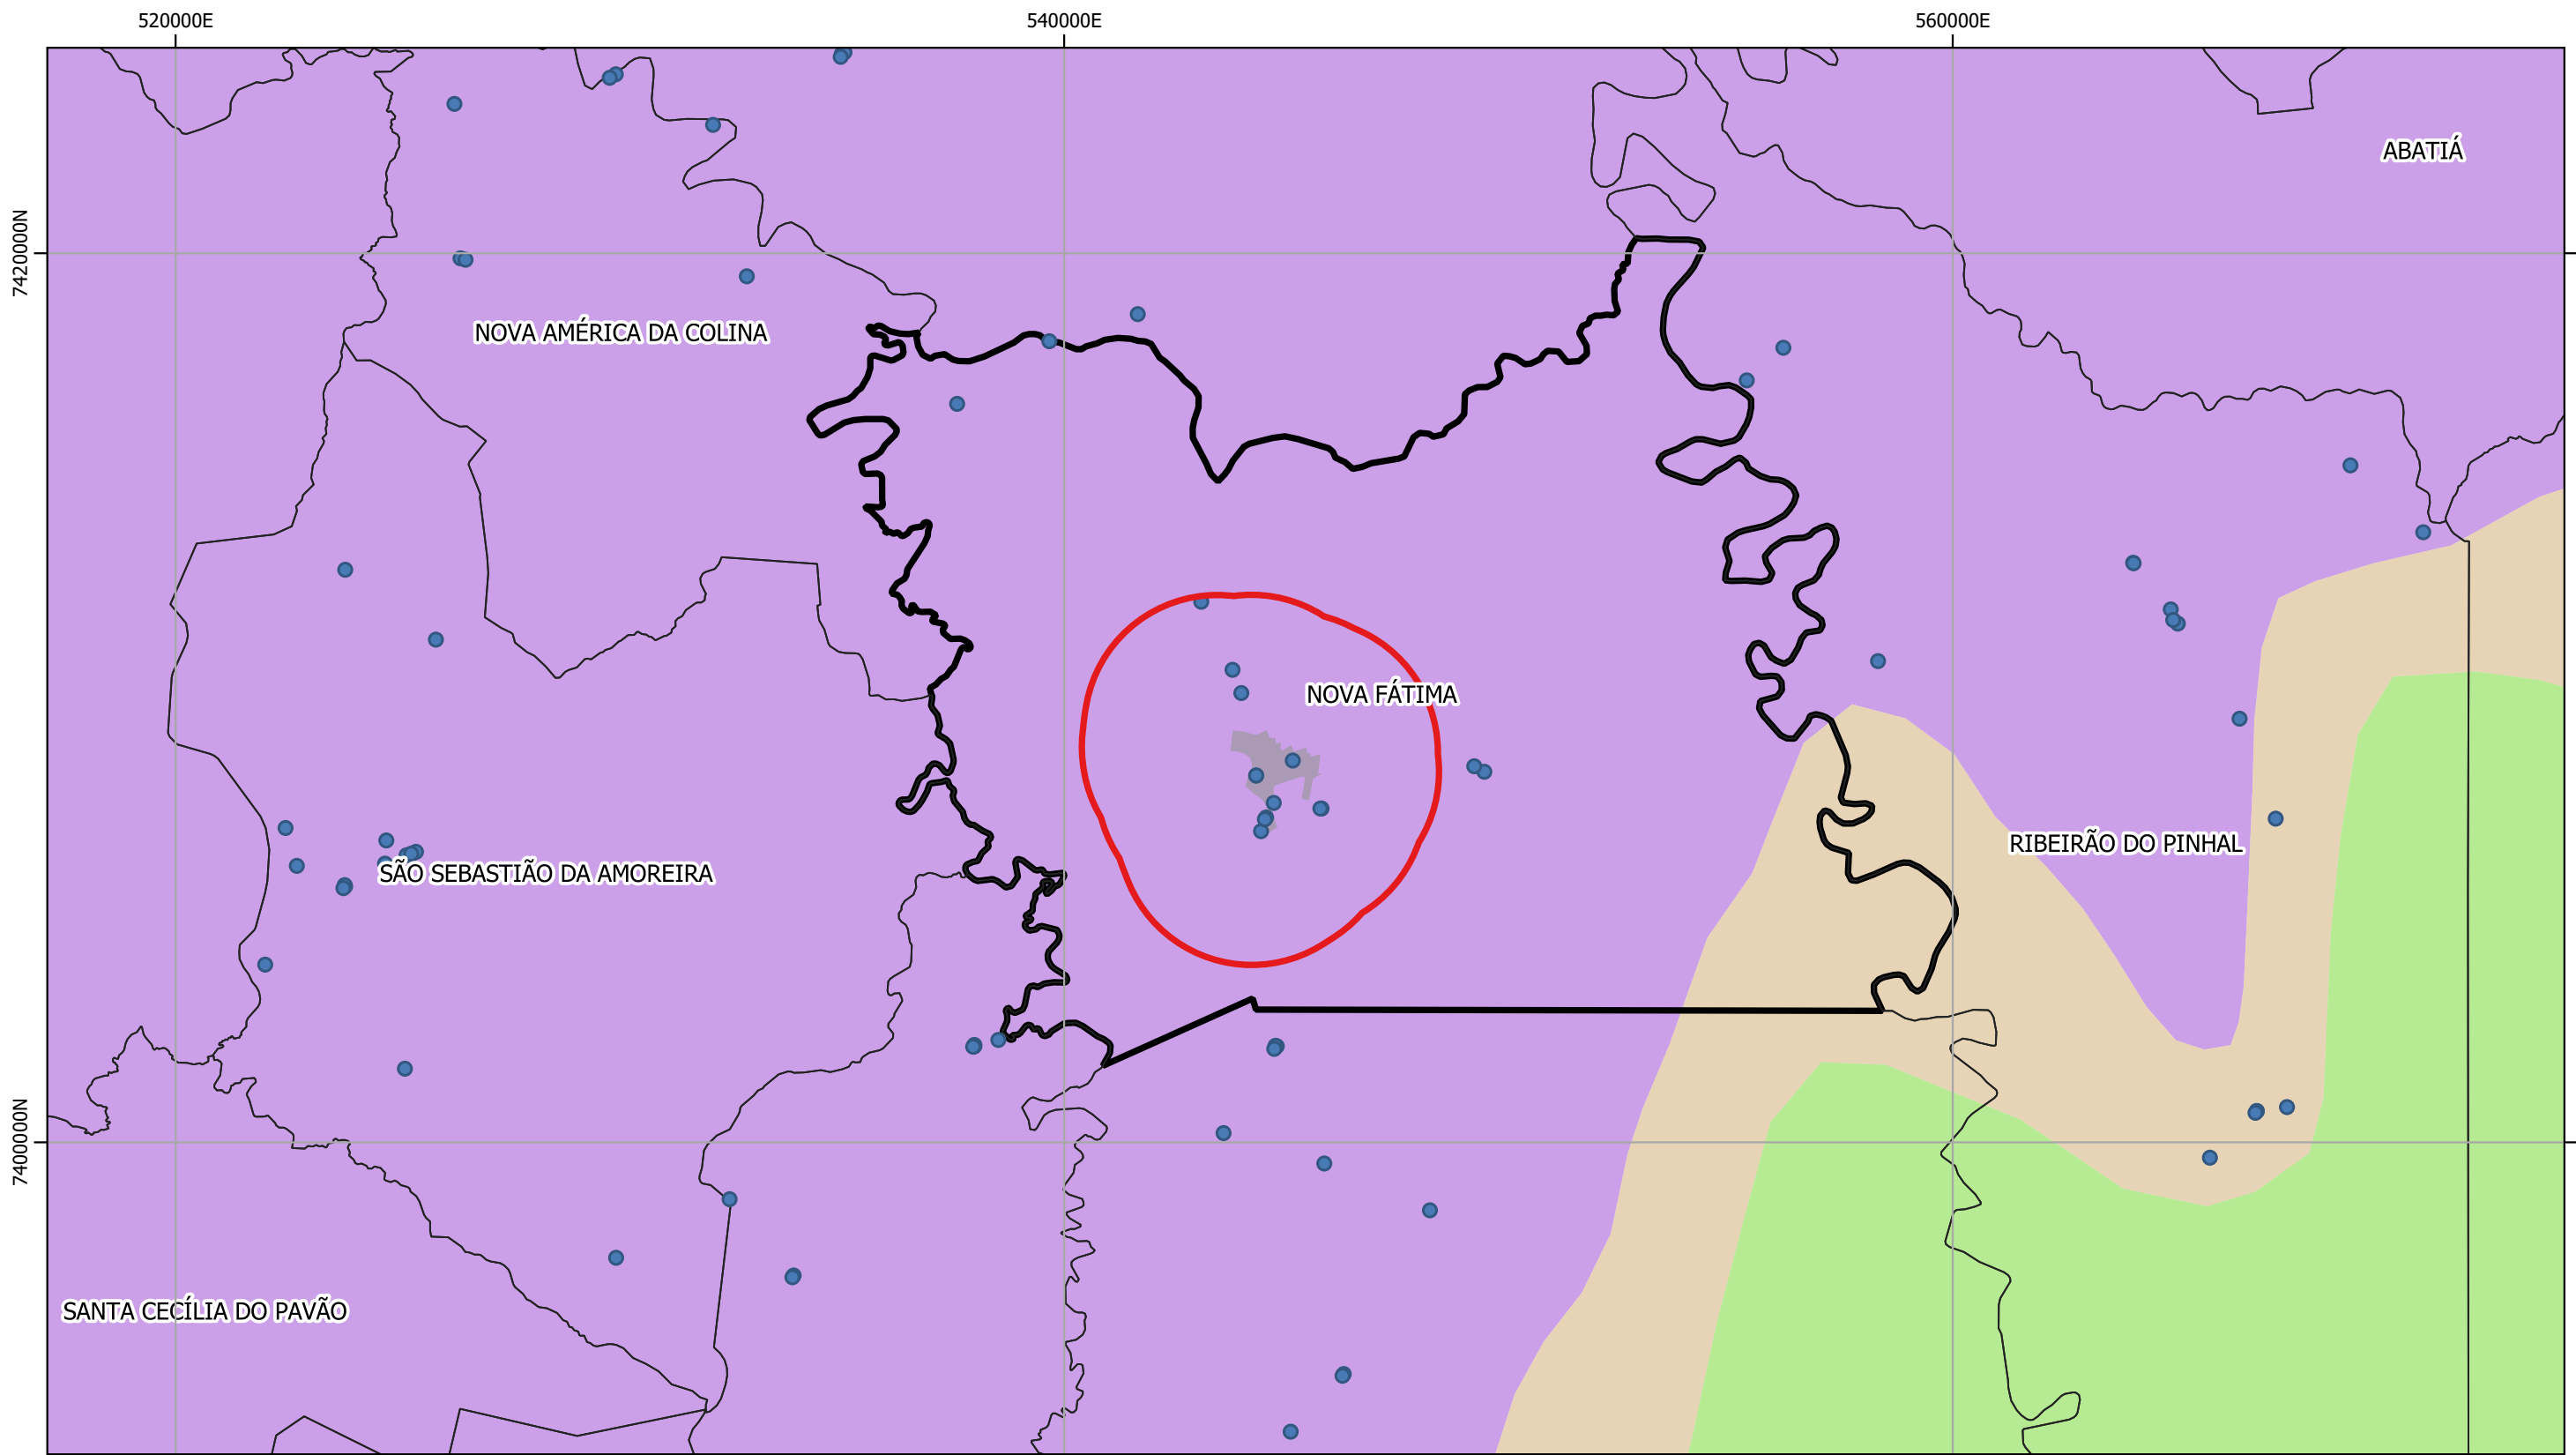 520000E
540000E
560000E
ABATIÁ
7420000N
NOVA AMÉRICA DA COLINA
NOVA FÁTIMA
RIBEIRÃO DO PINHAL
SÃO SEBASTIÃO DA AMOREIRA
7400000N
SANTA CECÍLIA DO PAVÃO